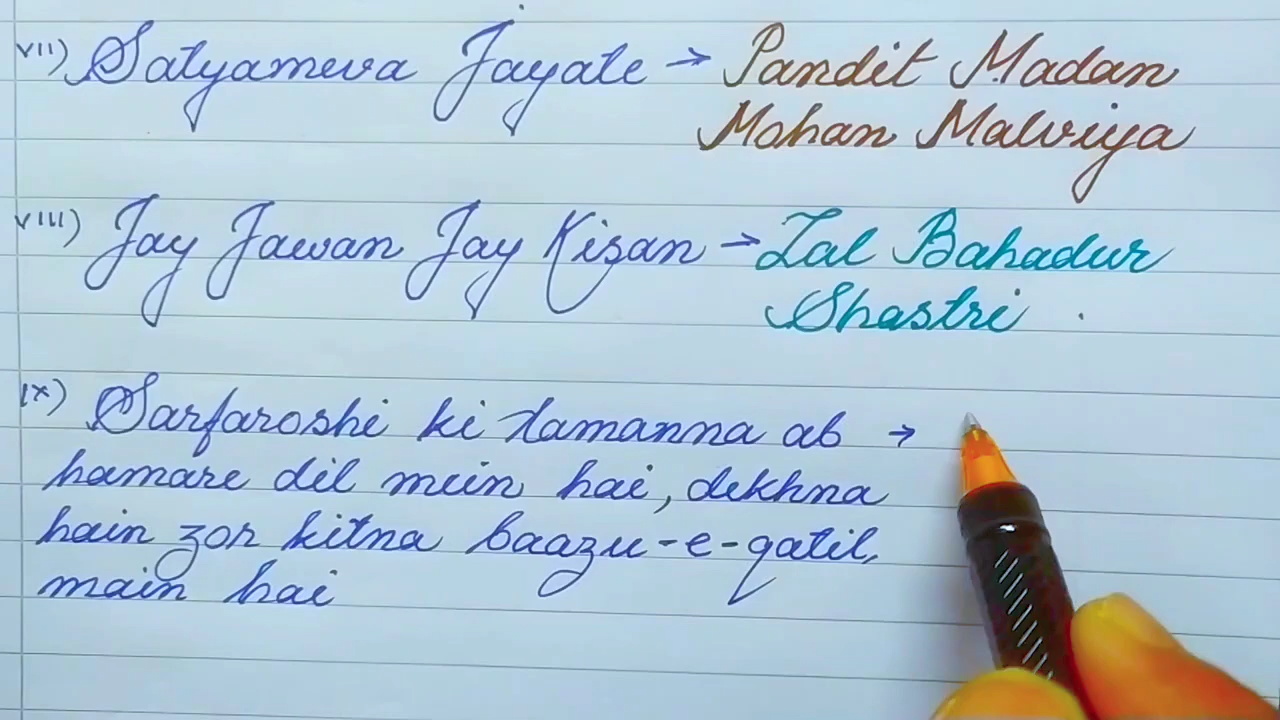 vii) Satyameva Jayate → Pandit Madan
Mohan Malviya
viii) Jay Jawan Jay Kisan → Lal Bahadur
Shastri
ix) Sarfaroshi ki tamanna ab →
hamare dil mein hai, dekhna
hain zor kitna baazu-e-qatil
main hai